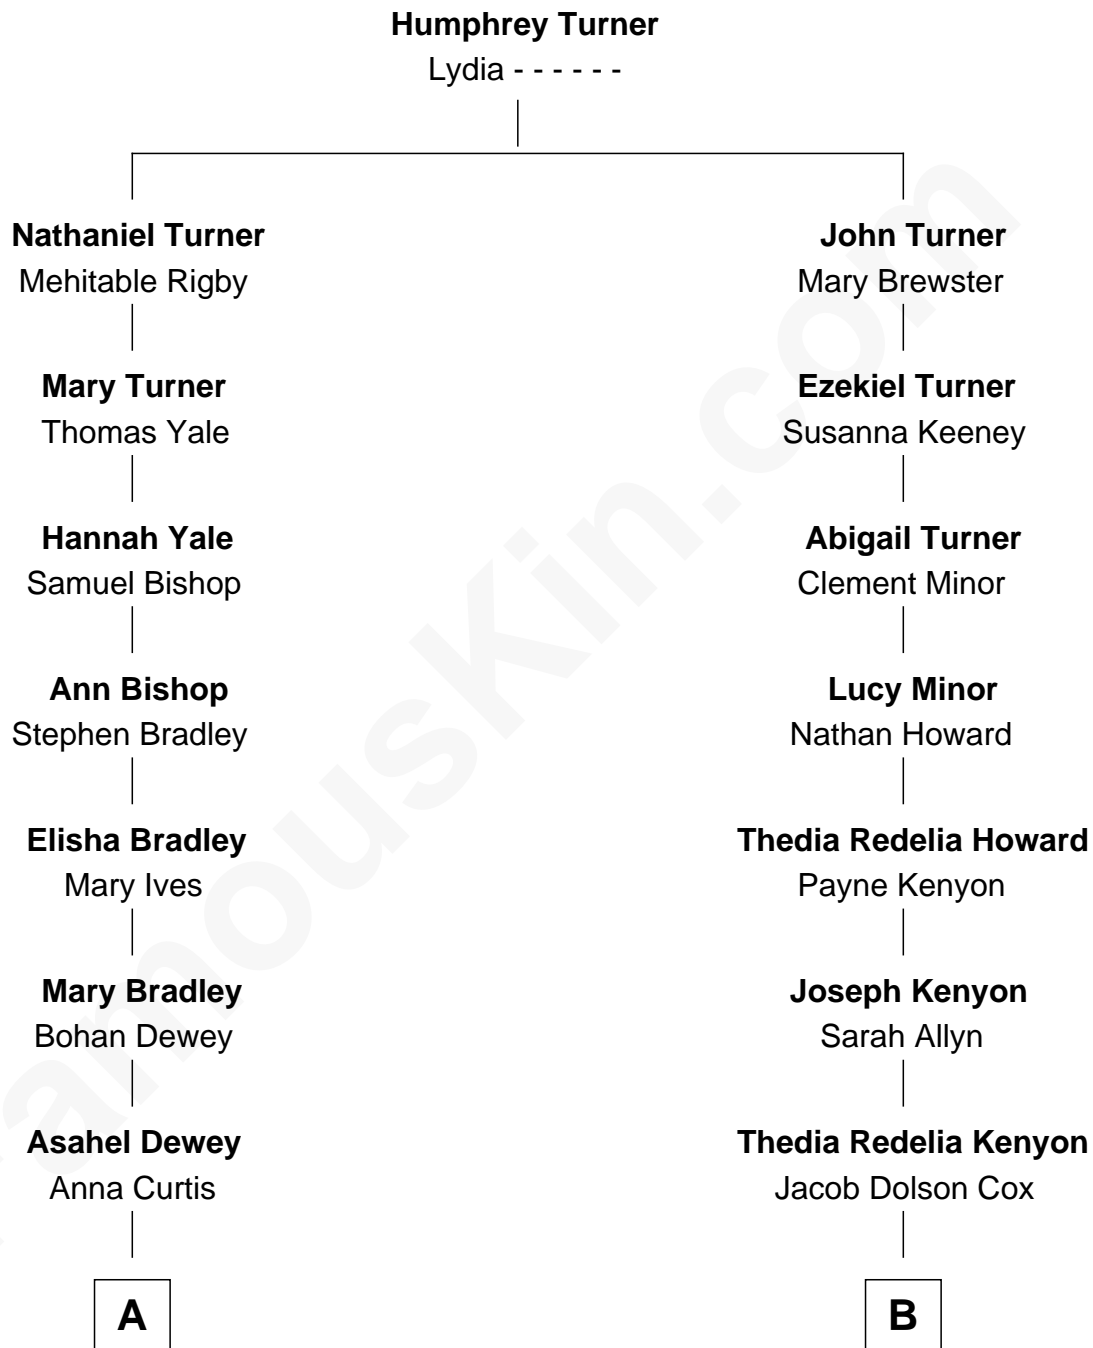 Humphrey Turner
Lydia - - - - - -
Nathaniel Turner
Mehitable Rigby
John Turner
Mary Brewster
Mary Turner
Thomas Yale
Ezekiel Turner
Susanna Keeney
Hannah Yale
Samuel Bishop
Abigail Turner
Clement Minor
Ann Bishop
Stephen Bradley
Lucy Minor
Nathan Howard
Elisha Bradley
Mary Ives
Thedia Redelia Howard
Payne Kenyon
Mary Bradley
Bohan Dewey
Joseph Kenyon
Sarah Allyn
Asahel Dewey
Anna Curtis
Thedia Redelia Kenyon
Jacob Dolson Cox
A
B
amouskin.com